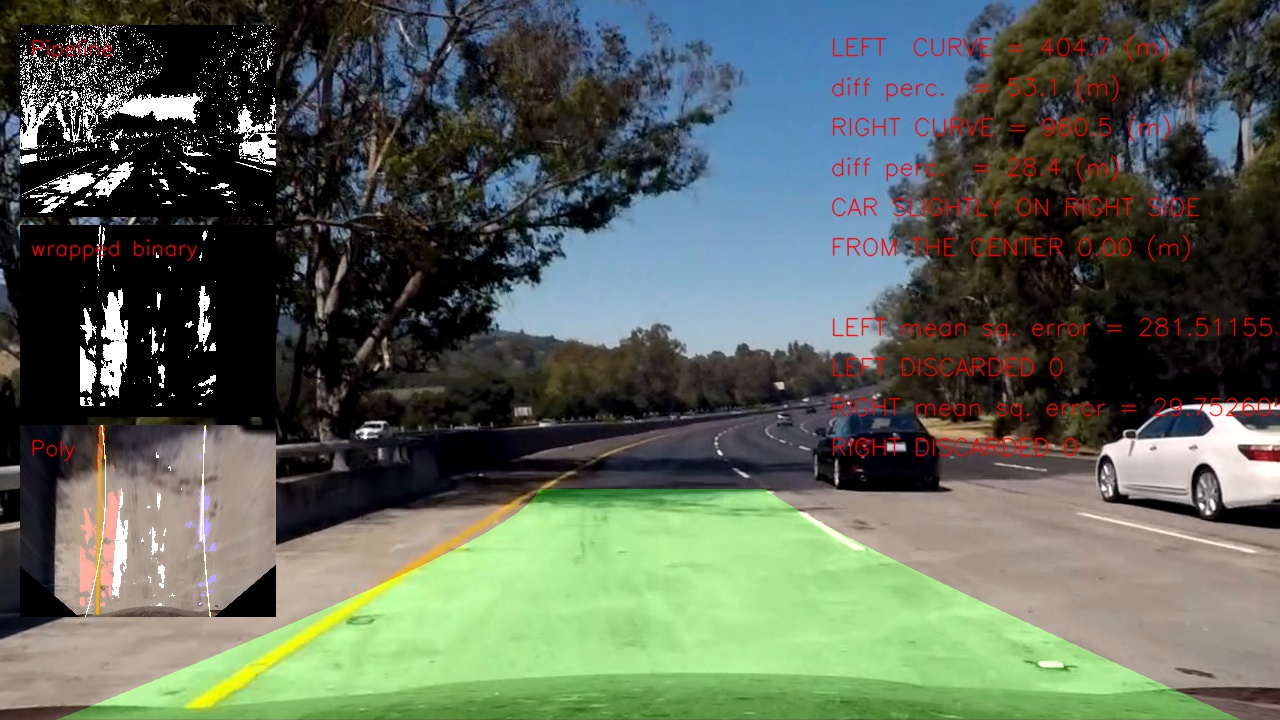 Pipeline
wrapped binary
Poly
LEFT CURVE = 404.7 (m)
diff perc. = 53.1 (m)
RIGHT CURVE = 960.5 (m)
diff perc. = 28.4 (m)
CAR SLIGHTLY ON RIGHT SIDE
FROM THE CENTER 0.00 (m)
LEFT mean sq. error = 281.51155
LEFT DISCARDED 0
RIGHT mean sq. error = 29.752602
RIGHT DISCARDED 0